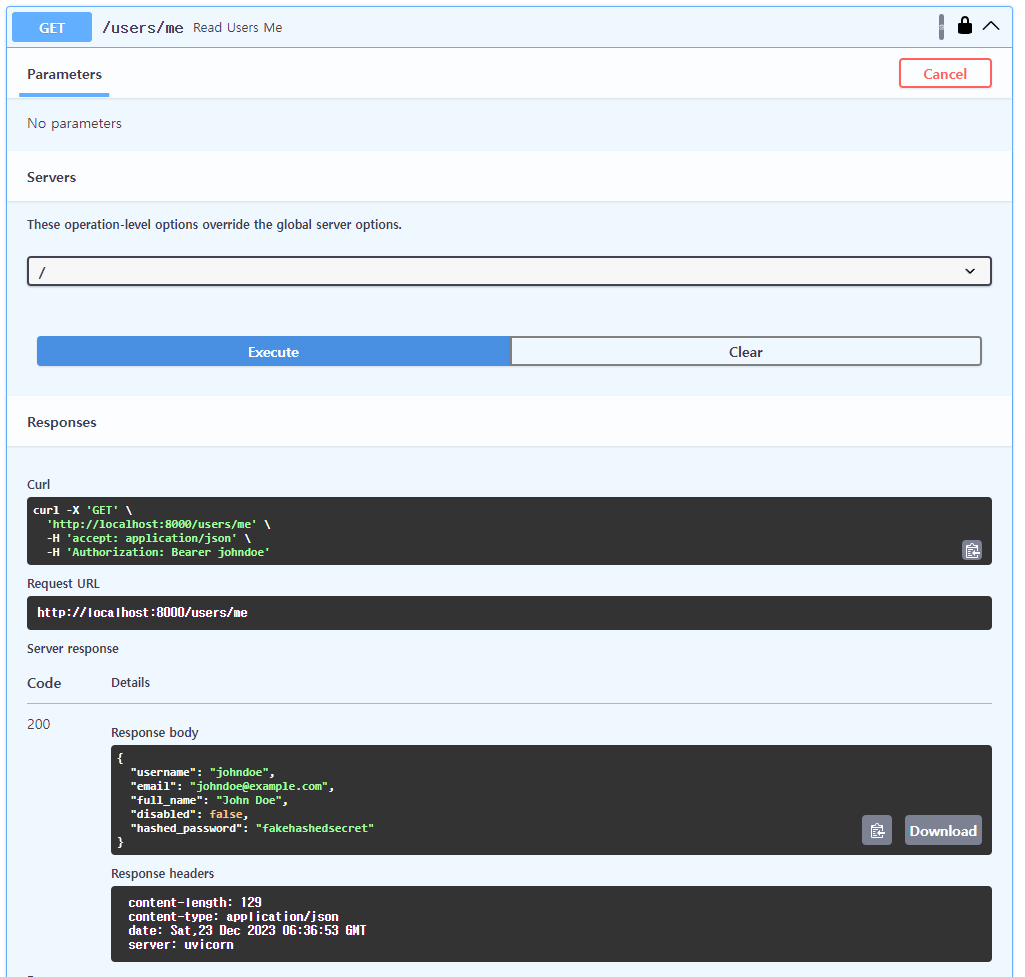 GET /users/me Read Users Me
Parameters
Cancel
No parameters
Servers
These operation-level options override the global server options.
/
Execute
Clear
Responses
Curl
curl -X 'GET' \
  'http://localhost:8000/users/me' \
  -H 'accept: application/json' \
  -H 'Authorization: Bearer johndoe'
Request URL
http://localhost:8000/users/me
Server response
Code Details
200
Response body
{
  "username": "johndoe",
  "email": "johndoe@example.com",
  "full_name": "John Doe",
  "disabled": false,
  "hashed_password": "fakehashedsecret"
}
Download
Response headers
content-length: 129
content-type: application/json
date: Sat,23 Dec 2023 06:36:53 GMT
server: uvicorn